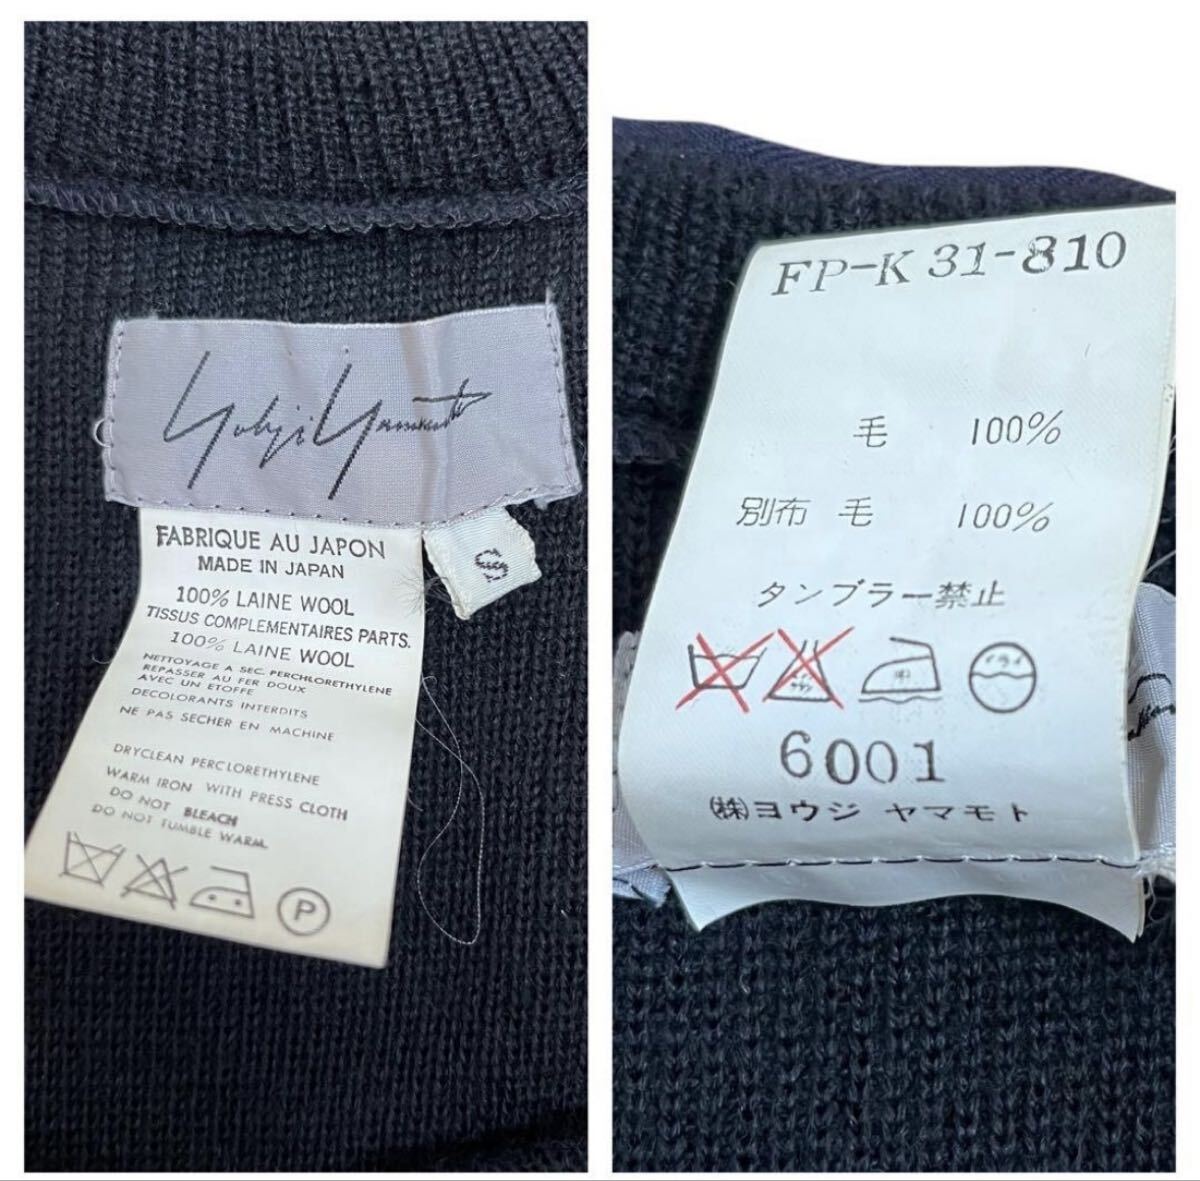 Yohji Yamamoto
S
FABRIQUE AU JAPON
MADE IN JAPAN
100% LAINE WOOL
TISSUS COMPLEMENTAIRES PARTS.
100% LAINE WOOL
NETTOYAGE A SEC. PERCHLORETHYLENE
REPASSER AU FER DOUX
AVEC UN ETOFFE
DECOLORANTS INTERDITS
NE PAS SECHER EN MACHINE
DRYCLEAN PERCLORETHYLENE
WARM IRON WITH PRESS CLOTH
DO NOT BLEACH
DO NOT TUMBLE WARM.
P
FP-K 31-810
毛 100%
別布 毛 100%
タンブラー禁止
中 ドライ
6001
(株)ヨウジ ヤマモト